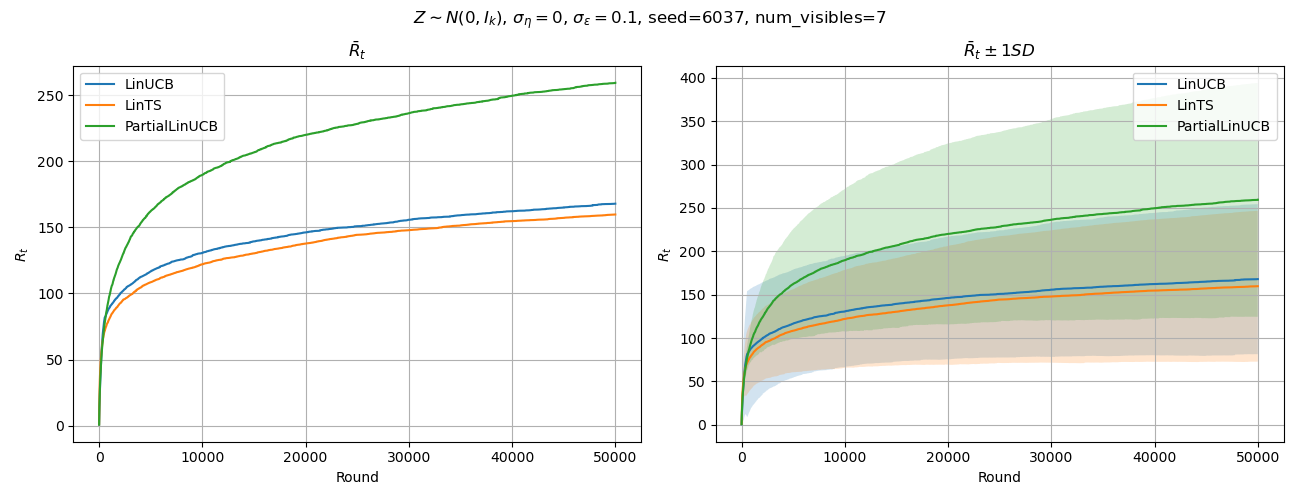 Z ∼ N(0, I_k), σ_η = 0, σ_ε = 0.1, seed=6037, num_visibles=7
R̄_t
LinUCB
LinTS
PartialLinUCB
R_t
250
200
150
100
50
0
0 10000 20000 30000 40000 50000
Round
R̄_t ± 1SD
LinUCB
LinTS
PartialLinUCB
R_t
400
350
300
250
200
150
100
50
0
0 10000 20000 30000 40000 50000
Round